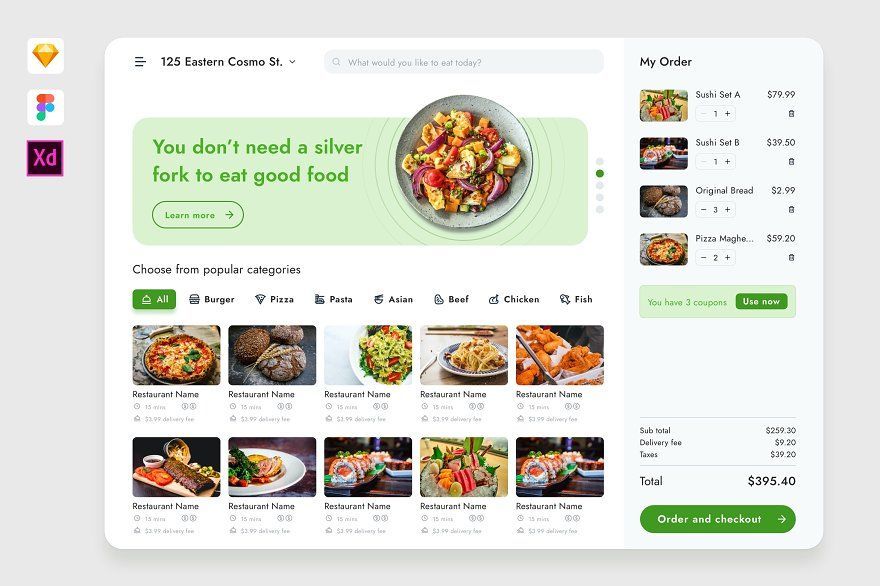 Xd
125 Eastern Cosmo St.
What would you like to eat today?
You don't need a silver
fork to eat good food
Learn more
Choose from popular categories
All
Burger
Pizza
Pasta
Asian
Beef
Chicken
Fish
Restaurant Name
15 mins
$3.99 delivery fee
Restaurant Name
15 mins
$3.99 delivery fee
Restaurant Name
15 mins
$3.99 delivery fee
Restaurant Name
15 mins
$3.99 delivery fee
Restaurant Name
15 mins
$3.99 delivery fee
Restaurant Name
15 mins
$3.99 delivery fee
Restaurant Name
15 mins
$3.99 delivery fee
Restaurant Name
15 mins
$3.99 delivery fee
Restaurant Name
15 mins
$3.99 delivery fee
Restaurant Name
15 mins
$3.99 delivery fee
My Order
Sushi Set A $79.99
− 1 +
Sushi Set B $39.50
− 1 +
Original Bread $2.99
− 3 +
Pizza Maghe... $59.20
− 2 +
You have 3 coupons Use now
Sub total $259.30
Delivery fee $9.20
Taxes $39.20
Total $395.40
Order and checkout